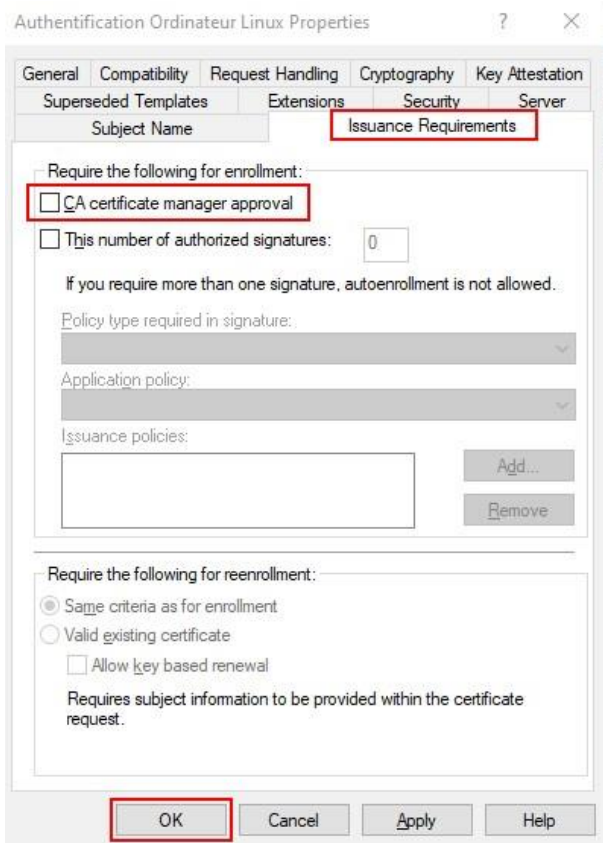 Authentification Ordinateur Linux Properties ? ×
General Compatibility Request Handling Cryptography Key Attestation
Superseded Templates Extensions Security Server
Subject Name Issuance Requirements
Require the following for enrollment:
CA certificate manager approval
This number of authorized signatures: 0
If you require more than one signature, autoenrollment is not allowed.
Policy type required in signature:
Application policy:
Issuance policies:
Add...
Remove
Require the following for reenrollment:
Same criteria as for enrollment
Valid existing certificate
Allow key based renewal
Requires subject information to be provided within the certificate
request.
OK Cancel Apply Help